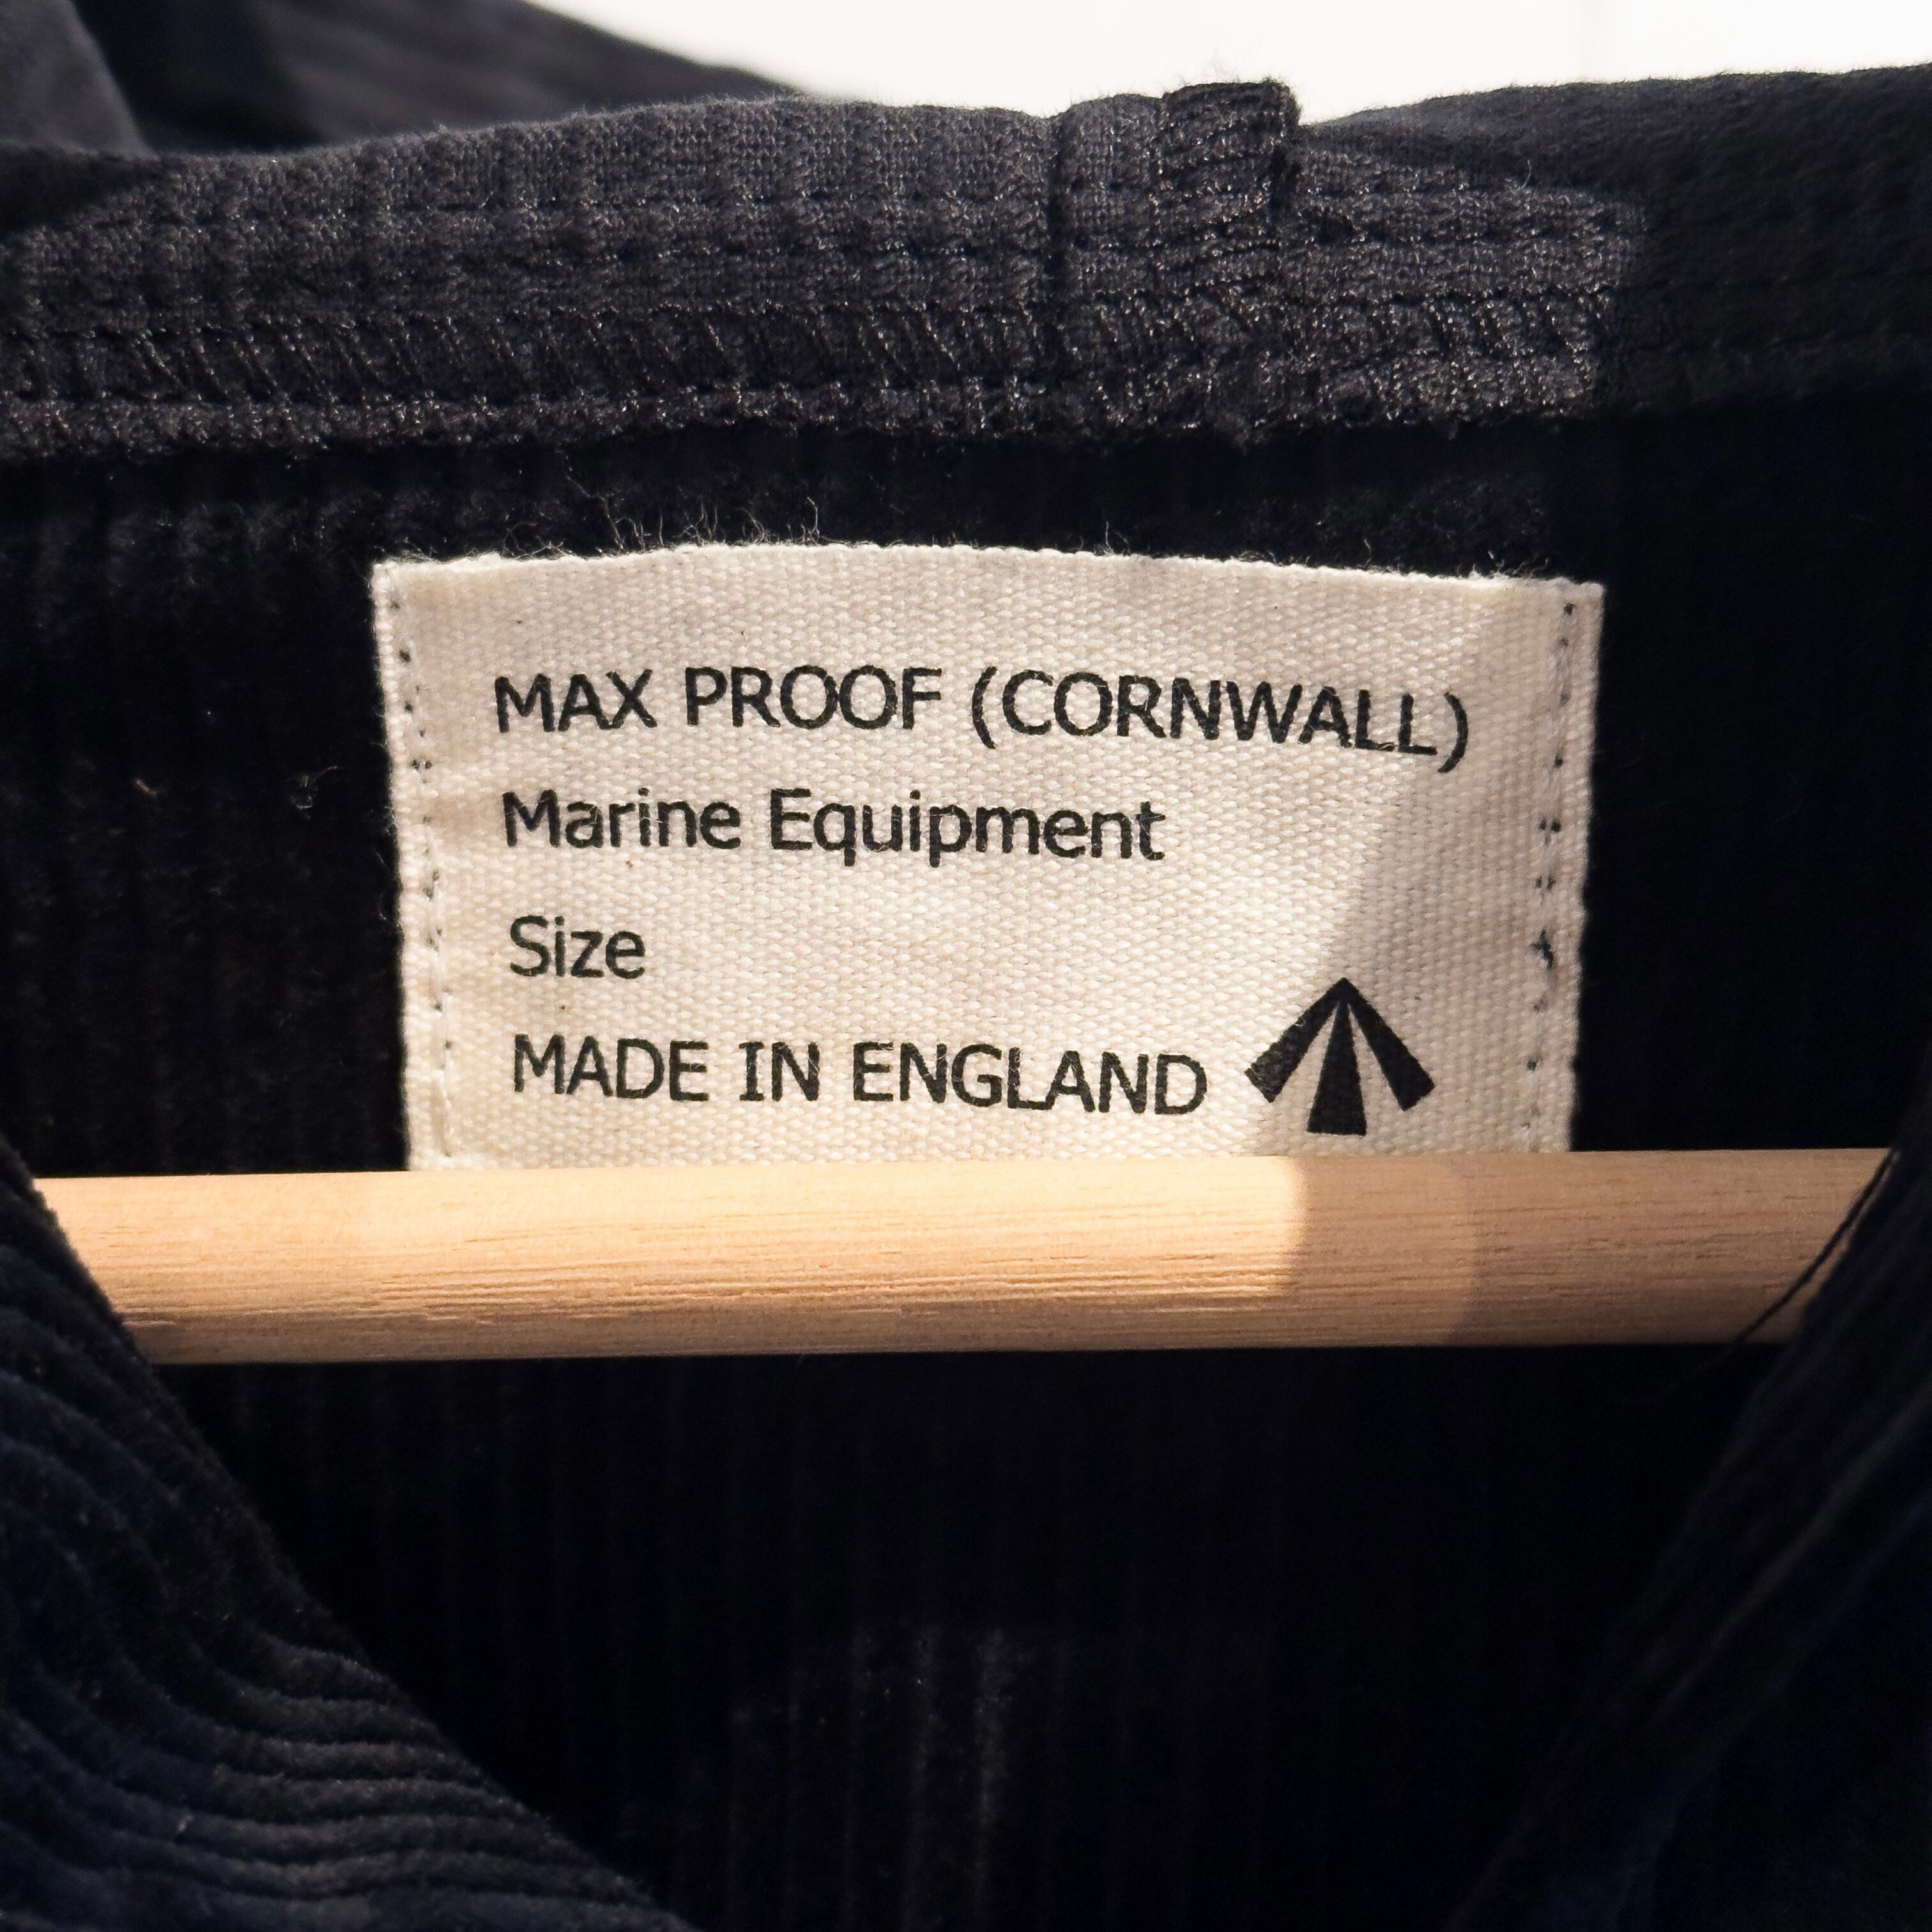 MAX PROOF (CORNWALL)
Marine Equipment
Size
MADE IN ENGLAND